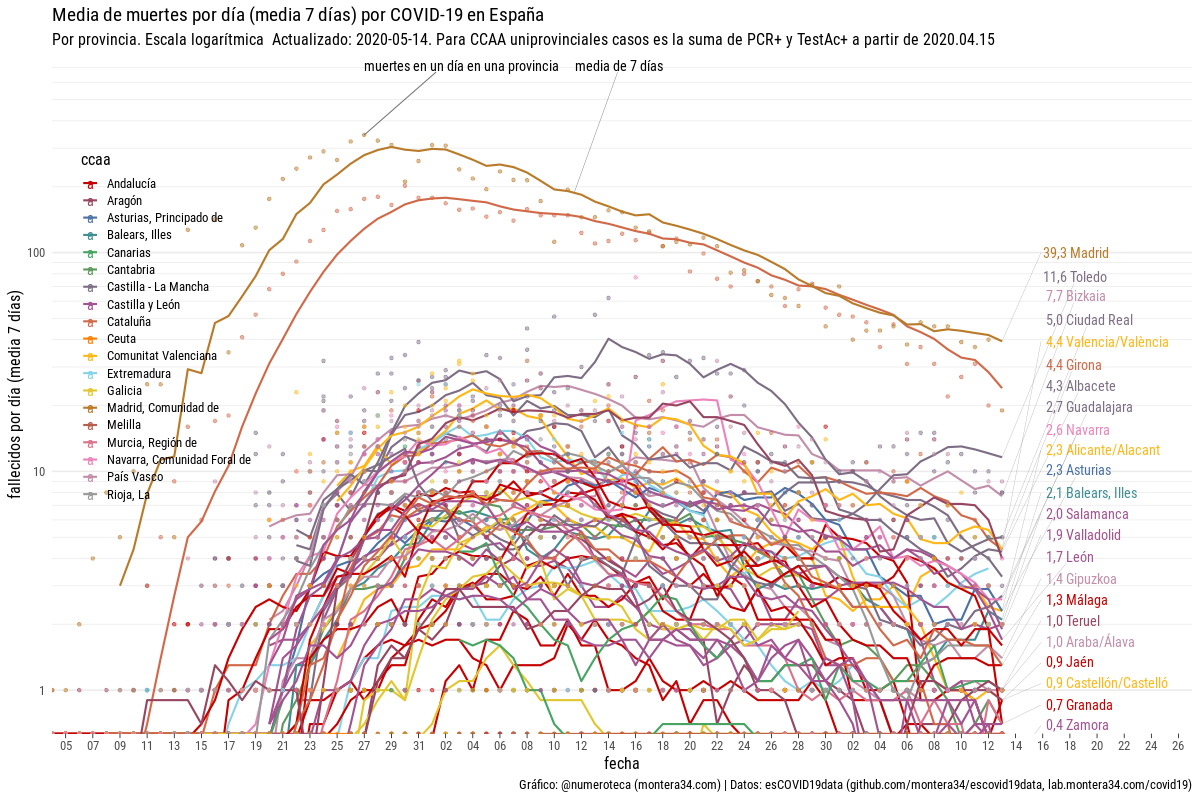 Media de muertes por día (media 7 días) por COVID-19 en España
Por provincia. Escala logarítmica  Actualizado: 2020-05-14. Para CCAA uniprovinciales casos es la suma de PCR+ y TestAc+ a partir de 2020.04.15
muertes en un día en una provincia
media de 7 días
ccaa
Andalucía
Aragón
Asturias, Principado de
Balears, Illes
Canarias
Cantabria
Castilla - La Mancha
Castilla y León
Cataluña
Ceuta
Comunitat Valenciana
Extremadura
Galicia
Madrid, Comunidad de
Melilla
Murcia, Región de
Navarra, Comunidad Foral de
País Vasco
Rioja, La
fallecidos por día (media 7 días)
100
10
1
39,3 Madrid
11,6 Toledo
7,7 Bizkaia
5,0 Ciudad Real
4,4 Valencia/València
4,4 Girona
4,3 Albacete
2,7 Guadalajara
2,6 Navarra
2,3 Alicante/Alacant
2,3 Asturias
2,1 Balears, Illes
2,0 Salamanca
1,9 Valladolid
1,7 León
1,4 Gipuzkoa
1,3 Málaga
1,0 Teruel
1,0 Araba/Álava
0,9 Jaén
0,9 Castellón/Castelló
0,7 Granada
0,4 Zamora
05 07 09 11 13 15 17 19 21 23 25 27 29 31 02 04 06 08 10 12 14 16 18 20 22 24 26 28 30 02 04 06 08 10 12 14 16 18 20 22 24 26
fecha
Gráfico: @numeroteca (montera34.com) | Datos: esCOVID19data (github.com/montera34/escovid19data, lab.montera34.com/covid19)